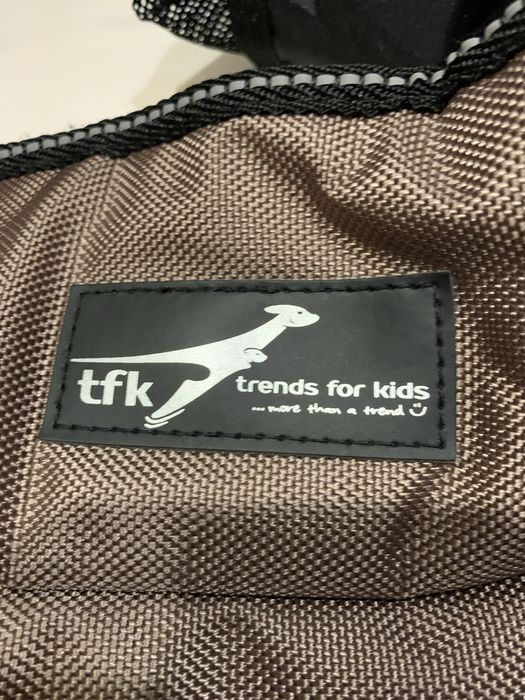 tfk trends for kids
...more than a trend